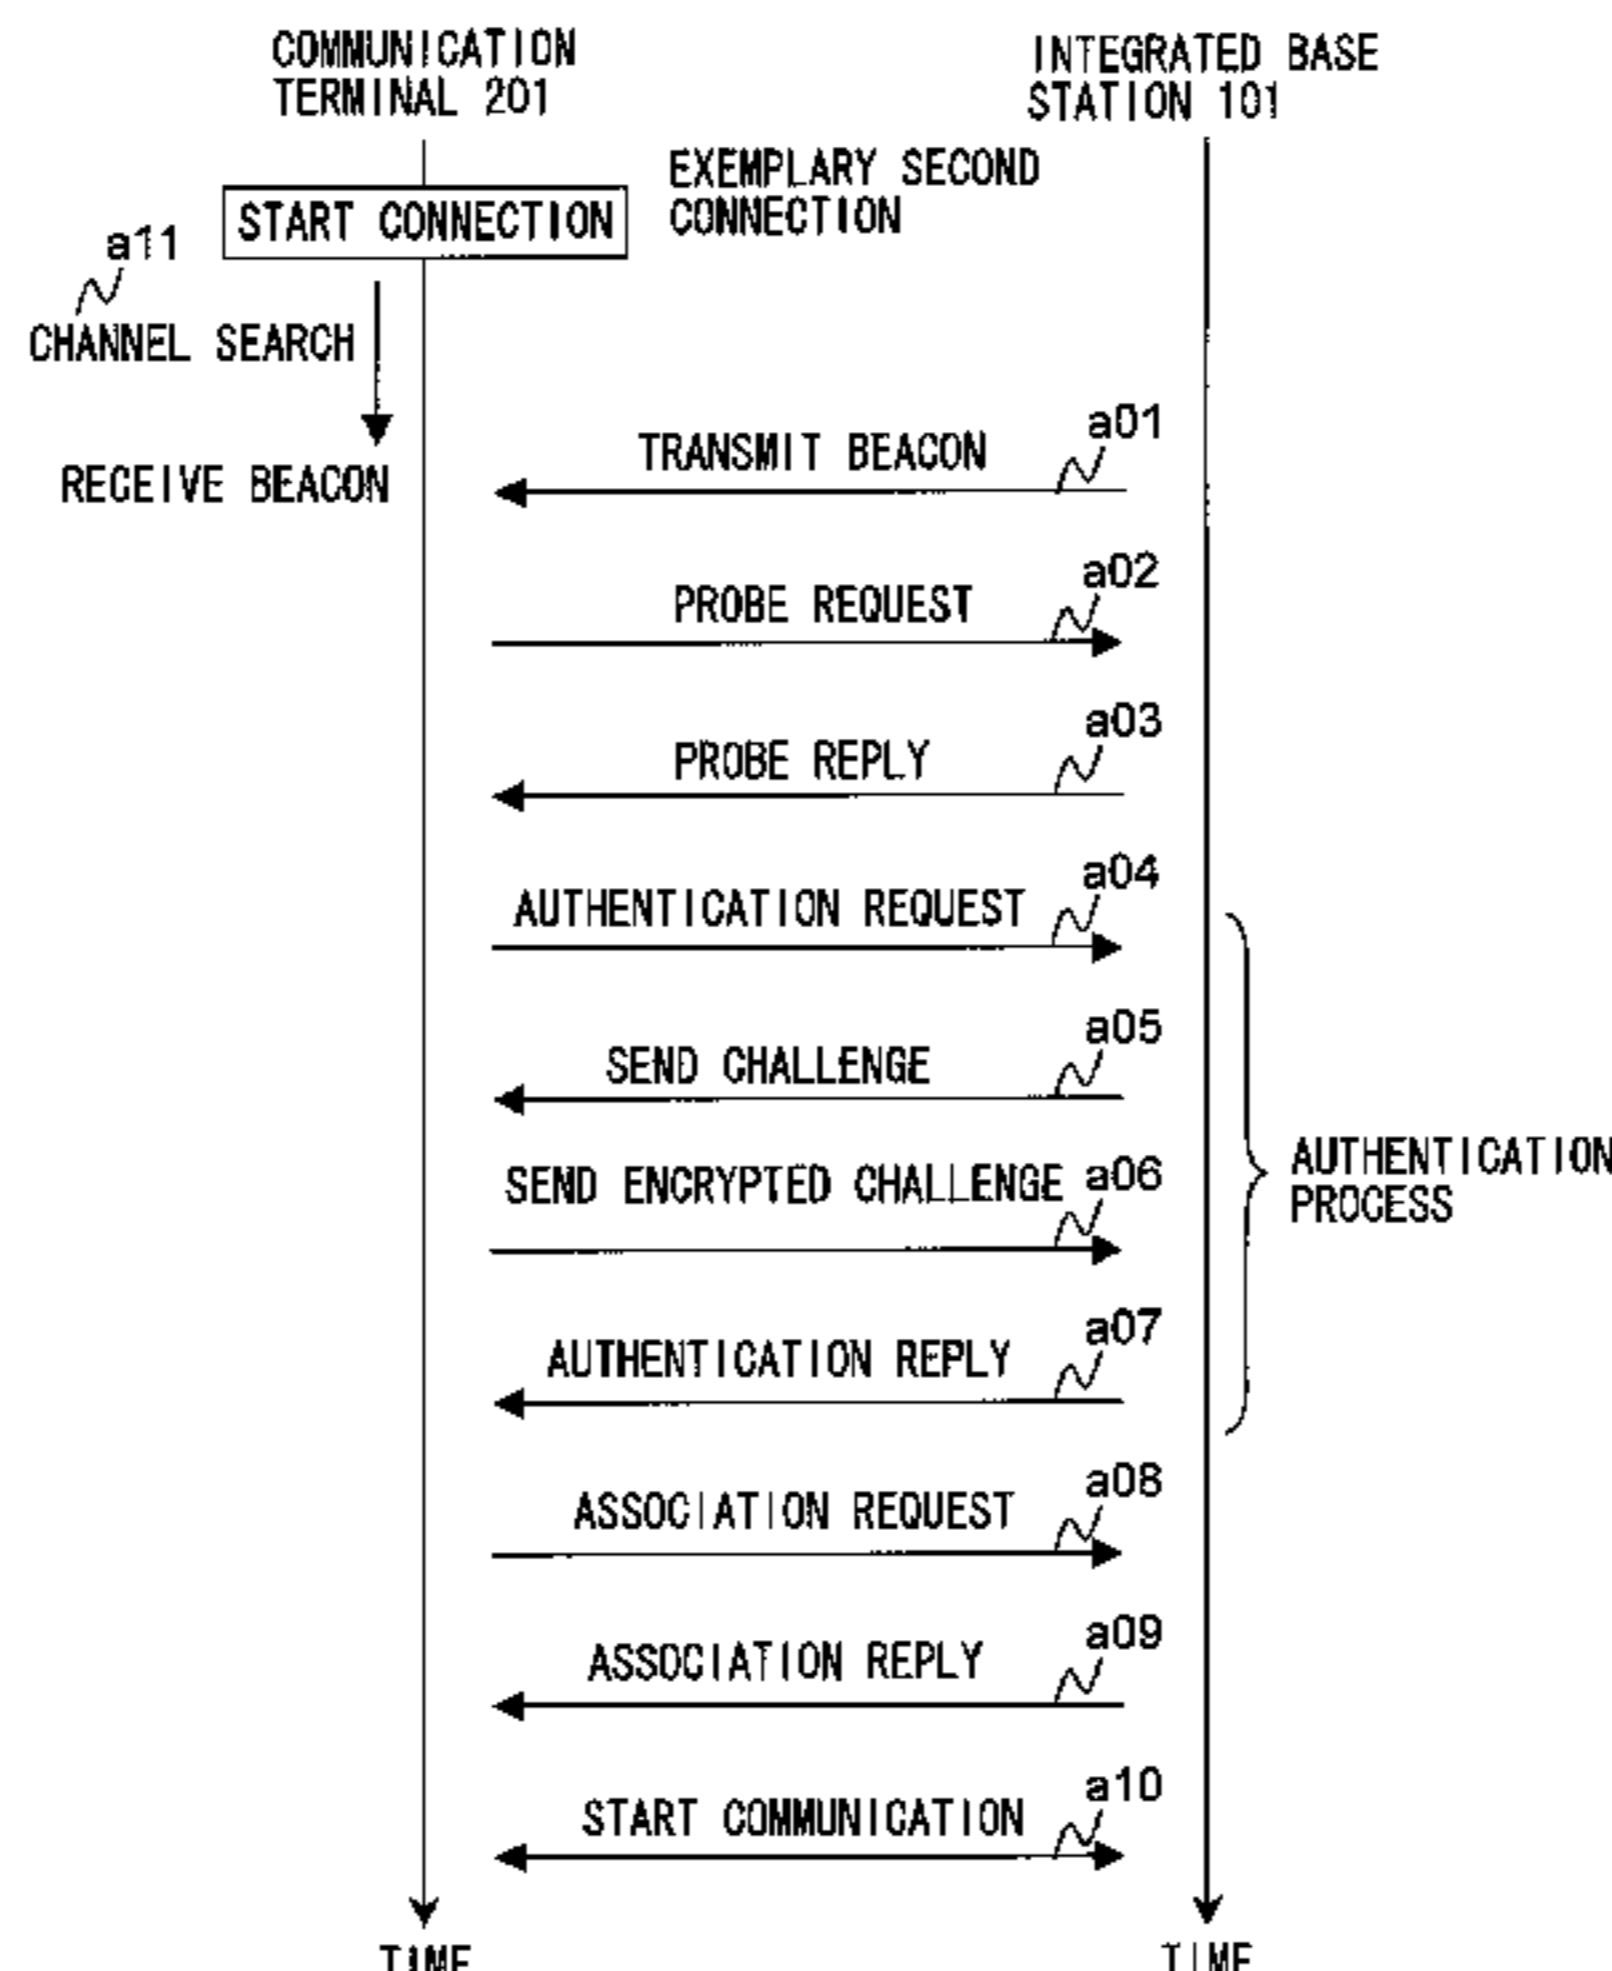 COMMUNICATION
TERMINAL 201
INTEGRATED BASE
STATION 101
EXEMPLARY SECOND
CONNECTION
START CONNECTION
a11
CHANNEL SEARCH
RECEIVE BEACON
a01
TRANSMIT BEACON
a02
PROBE REQUEST
a03
PROBE REPLY
a04
AUTHENTICATION REQUEST
a05
SEND CHALLENGE
a06
SEND ENCRYPTED CHALLENGE
AUTHENTICATION
PROCESS
a07
AUTHENTICATION REPLY
a08
ASSOCIATION REQUEST
a09
ASSOCIATION REPLY
a10
START COMMUNICATION
TIME
TIME